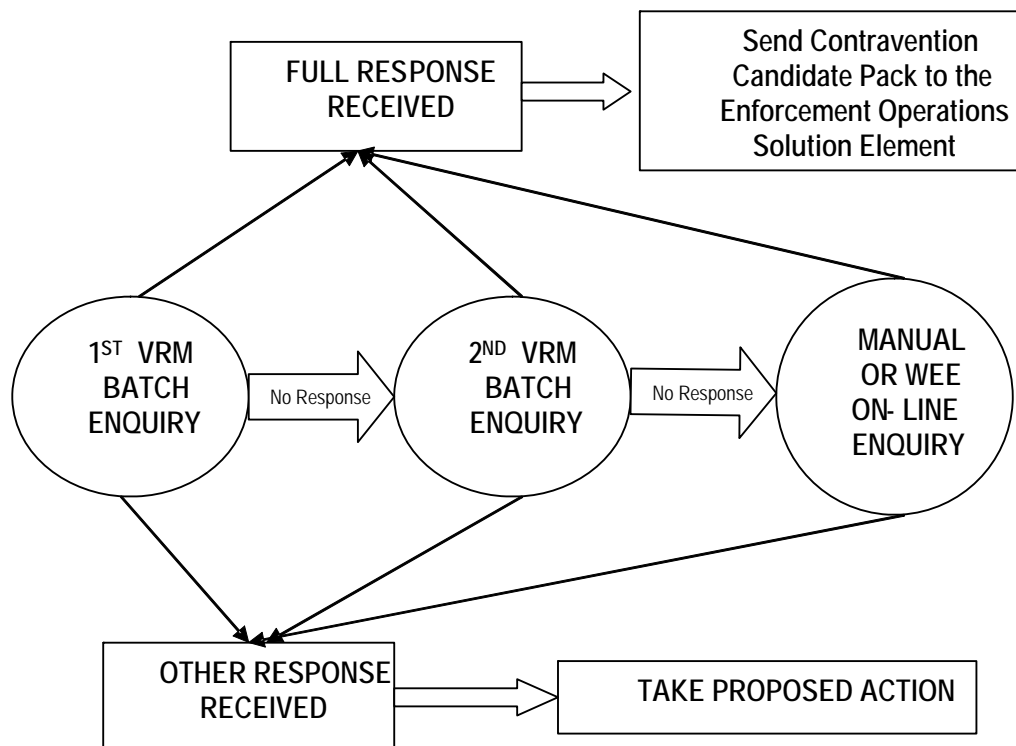 FULL RESPONSE
RECEIVED
Send Contravention
Candidate Pack to the
Enforcement Operations
Solution Element
1ST VRM
BATCH
ENQUIRY
No Response
2ND VRM
BATCH
ENQUIRY
No Response
MANUAL
OR WEE
ON- LINE
ENQUIRY
OTHER RESPONSE
RECEIVED
TAKE PROPOSED ACTION